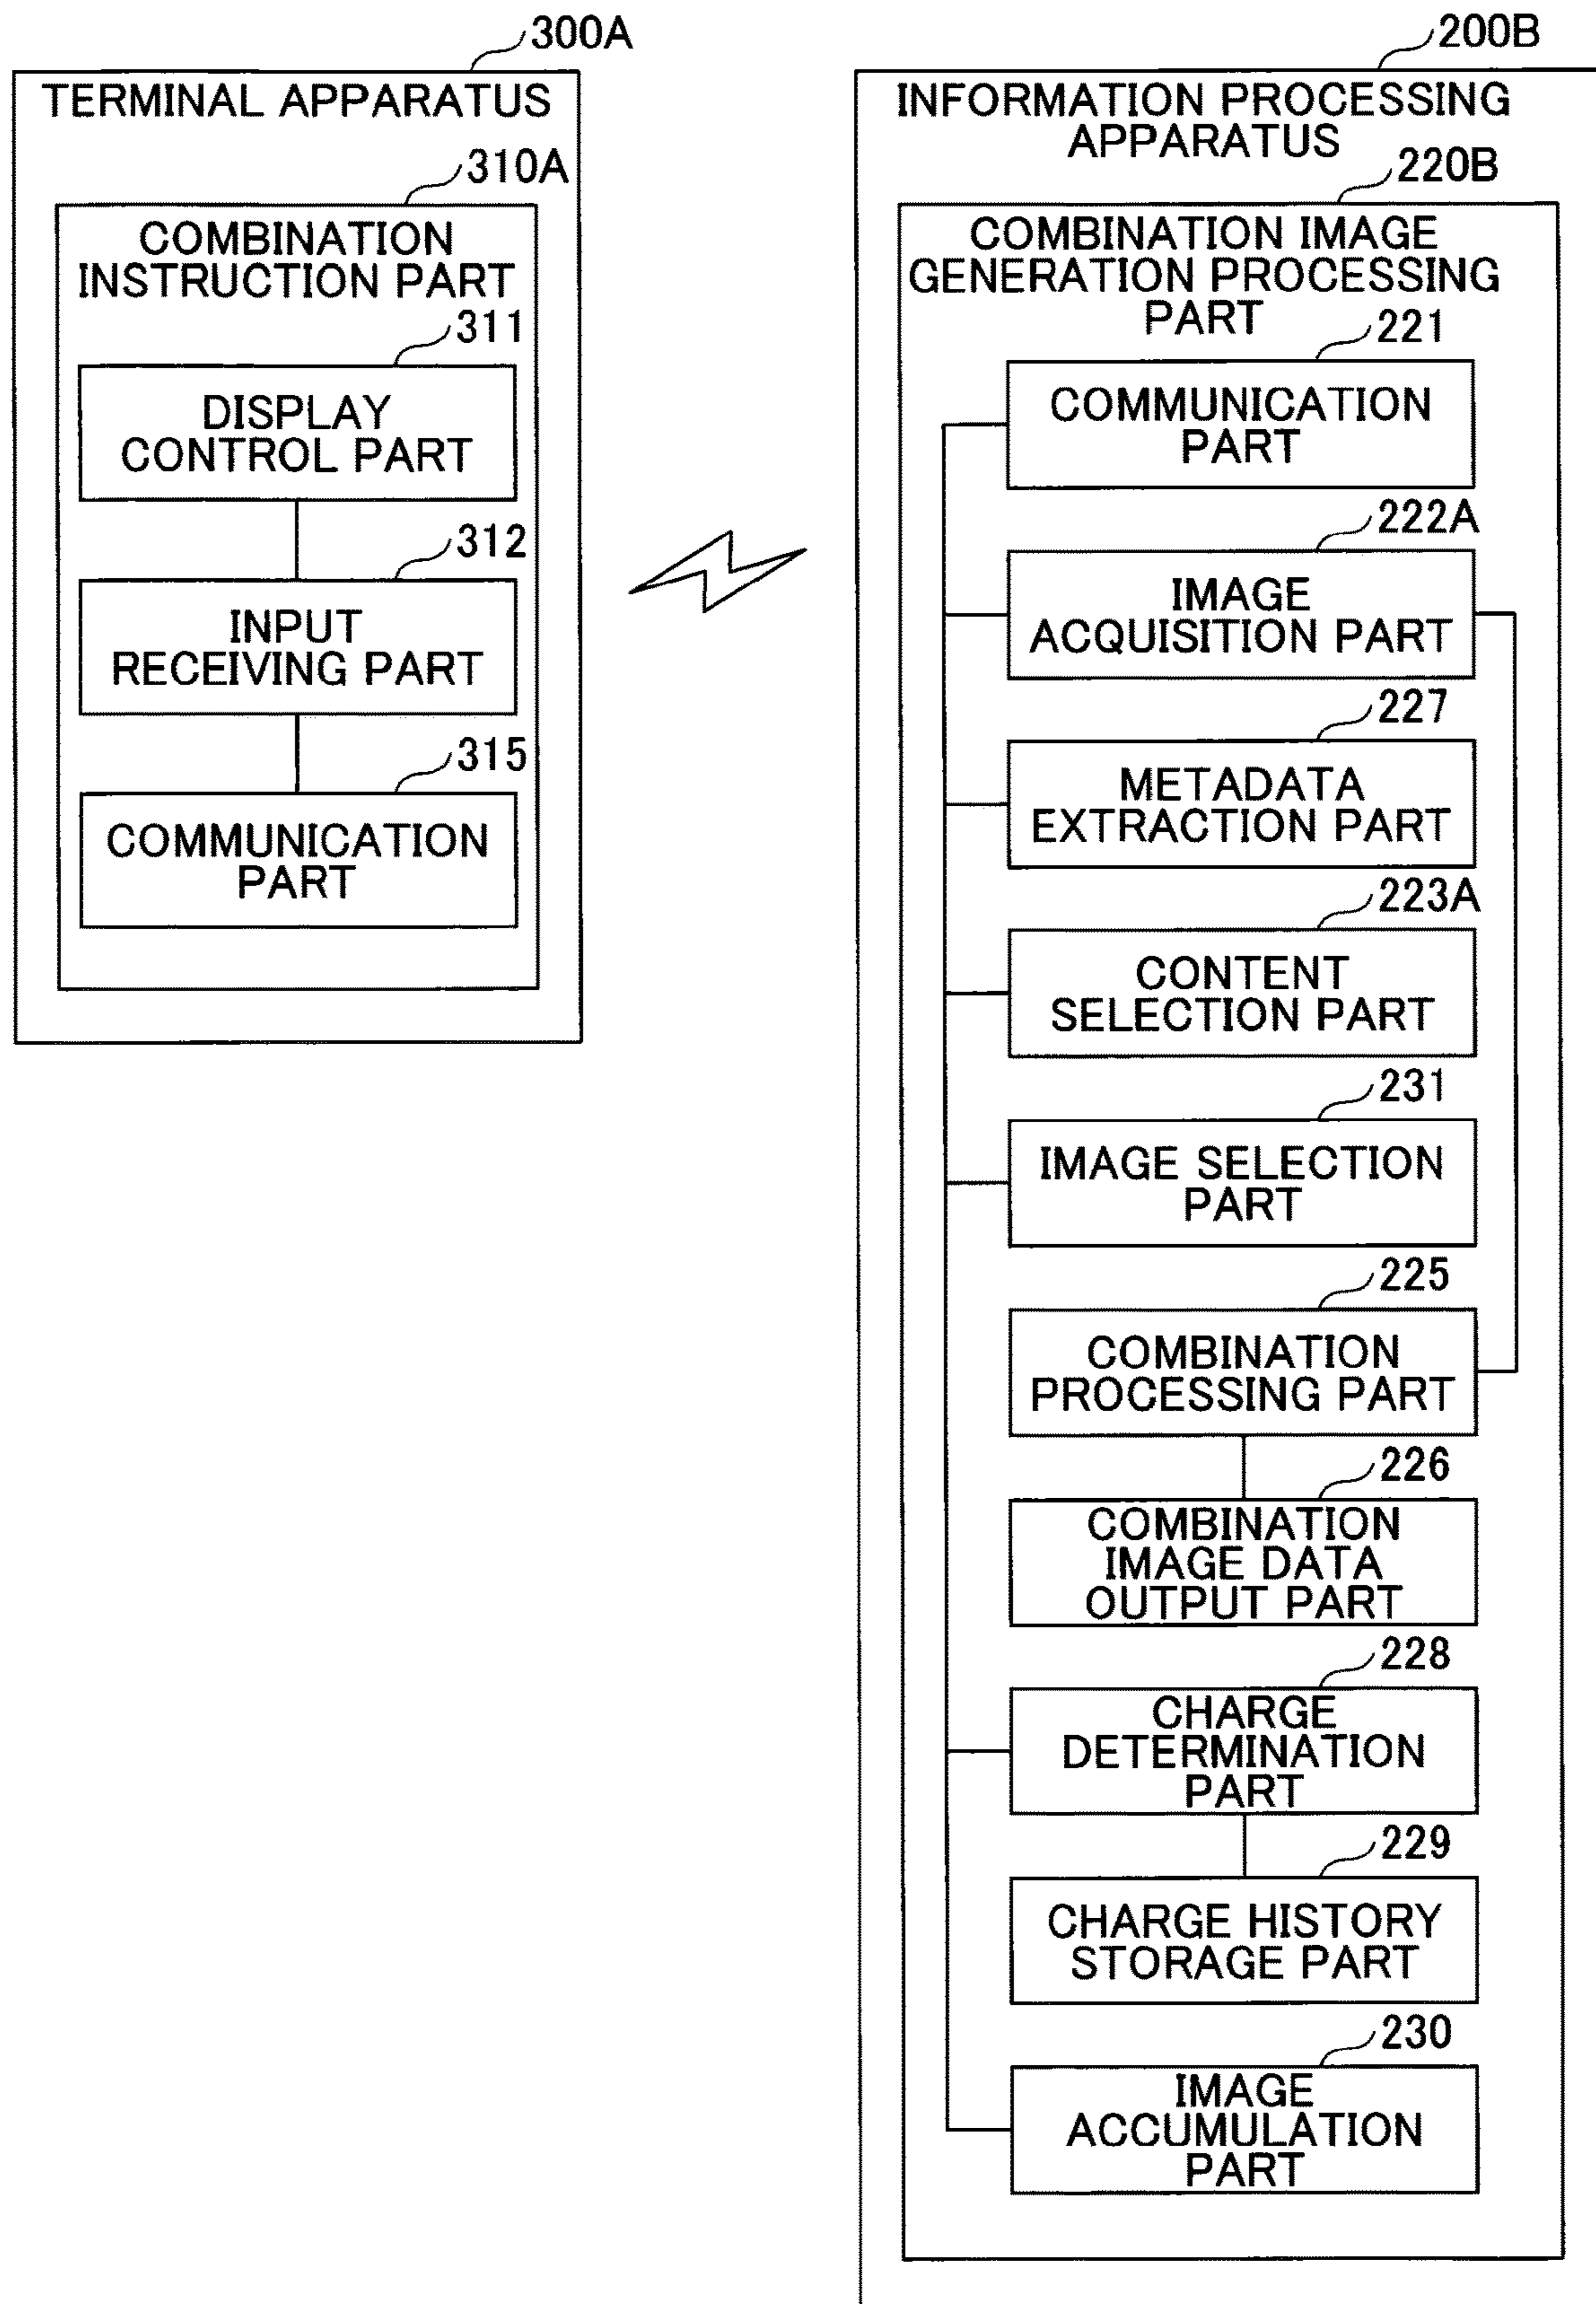 300A
TERMINAL APPARATUS
310A
COMBINATION
INSTRUCTION PART
311
DISPLAY
CONTROL PART
312
INPUT
RECEIVING PART
315
COMMUNICATION
PART
200B
INFORMATION PROCESSING
APPARATUS
220B
COMBINATION IMAGE
GENERATION PROCESSING
PART
221
COMMUNICATION
PART
222A
IMAGE
ACQUISITION PART
227
METADATA
EXTRACTION PART
223A
CONTENT
SELECTION PART
231
IMAGE SELECTION
PART
225
COMBINATION
PROCESSING PART
226
COMBINATION
IMAGE DATA
OUTPUT PART
228
CHARGE
DETERMINATION
PART
229
CHARGE HISTORY
STORAGE PART
230
IMAGE
ACCUMULATION
PART